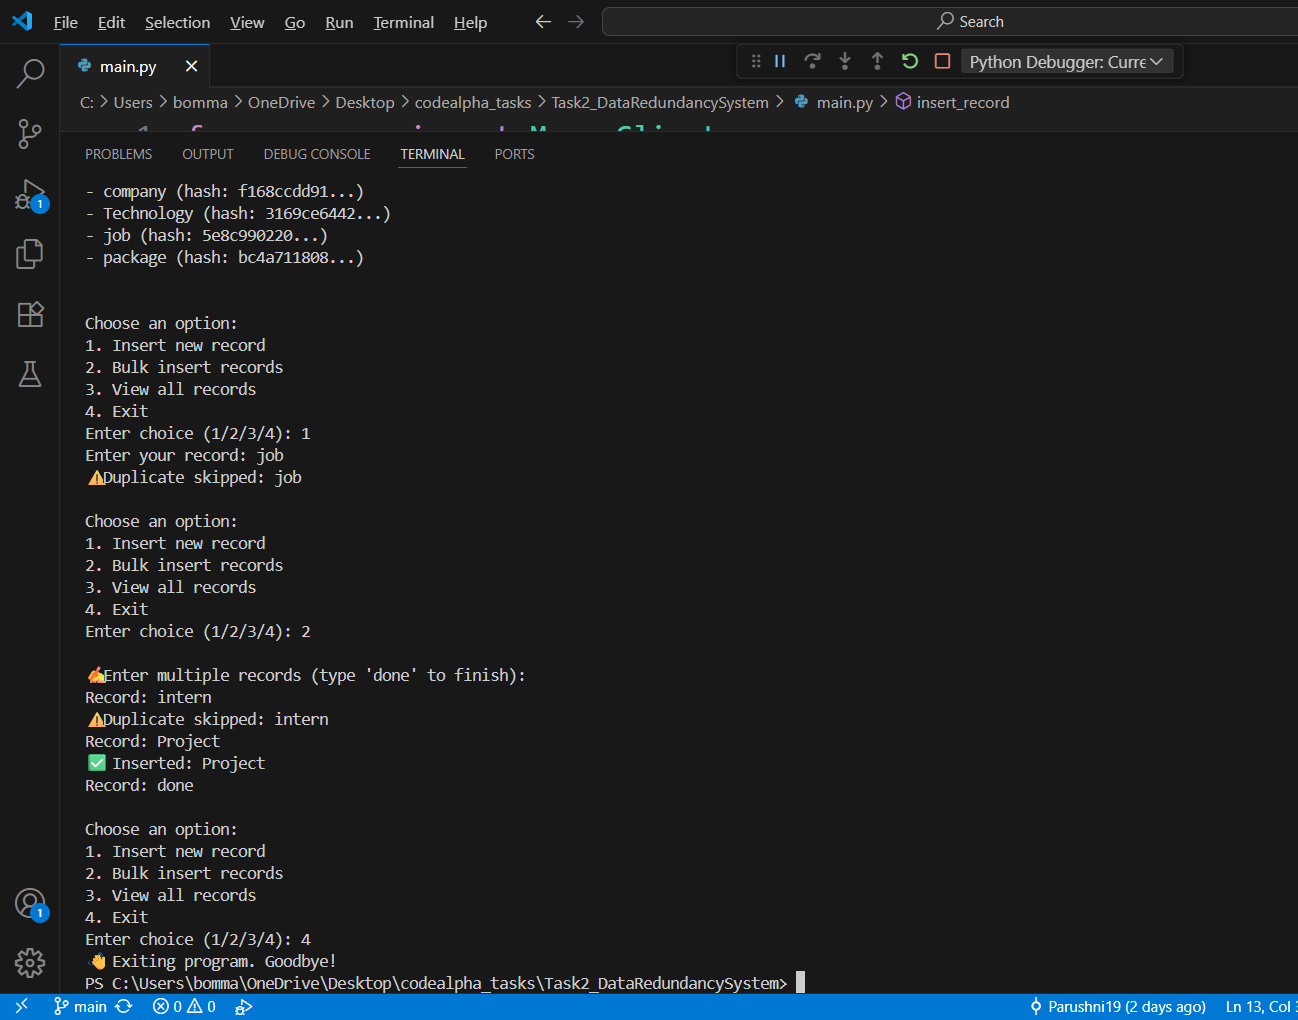 File Edit Selection View Go Run Terminal Help
Search
main.py
Python Debugger: Curre
C: > Users > bomma > OneDrive > Desktop > codealpha_tasks > Task2_DataRedundancySystem > main.py > insert_record
PROBLEMS OUTPUT DEBUG CONSOLE TERMINAL PORTS
- company (hash: f168ccdd91...)
- Technology (hash: 3169ce6442...)
- job (hash: 5e8c990220...)
- package (hash: bc4a711808...)
Choose an option:
1. Insert new record
2. Bulk insert records
3. View all records
4. Exit
Enter choice (1/2/3/4): 1
Enter your record: job
⚠️Duplicate skipped: job
Choose an option:
1. Insert new record
2. Bulk insert records
3. View all records
4. Exit
Enter choice (1/2/3/4): 2
✍️Enter multiple records (type 'done' to finish):
Record: intern
⚠️Duplicate skipped: intern
Record: Project
✅ Inserted: Project
Record: done
Choose an option:
1. Insert new record
2. Bulk insert records
3. View all records
4. Exit
Enter choice (1/2/3/4): 4
👋 Exiting program. Goodbye!
PS C:\Users\bomma\OneDrive\Desktop\codealpha_tasks\Task2_DataRedundancySystem>
1
1
main 0 0 Parushni19 (2 days ago) Ln 13, Col